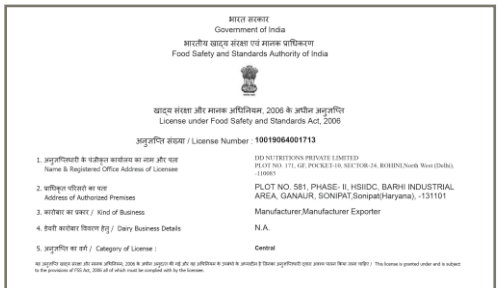 भारत सरकार
Government of India
भारतीय खाद्य संरक्षा एवं मानक प्राधिकरण
Food Safety and Standards Authority of India
खाद्य संरक्षा और मानक अधिनियम, 2006 के अधीन अनुज्ञप्ति
License under Food Safety and Standards Act, 2006
अनुज्ञप्ति संख्या / License Number : 10019064001713
1. अनुज्ञप्तिधारी के पंजीकृत कार्यालय का नाम और पता
Name & Registered Office Address of Licensee
DD NUTRITIONS PRIVATE LIMITED
PLOT NO. 171, GF, POCKET-10, SECTOR-24, ROHINI,North West (Delhi),
-110085
2. प्राधिकृत परिसरो का पता
Address of Authorized Premises
PLOT NO. 581, PHASE- II, HSIIDC, BARHI INDUSTRIAL
AREA, GANAUR, SONIPAT,Sonipat(Haryana), -131101
3. कारोबार का प्रकार / Kind of Business
Manufacturer,Manufacturer Exporter
4. डेयरी कारोबार विवरण हेतु / Dairy Business Details
N.A.
5. अनुज्ञप्ति का वर्ग / Category of License :
Central
This license is granted under and is subject
to the provisions of FSS Act, 2006 all of which must be complied with by the licensee.